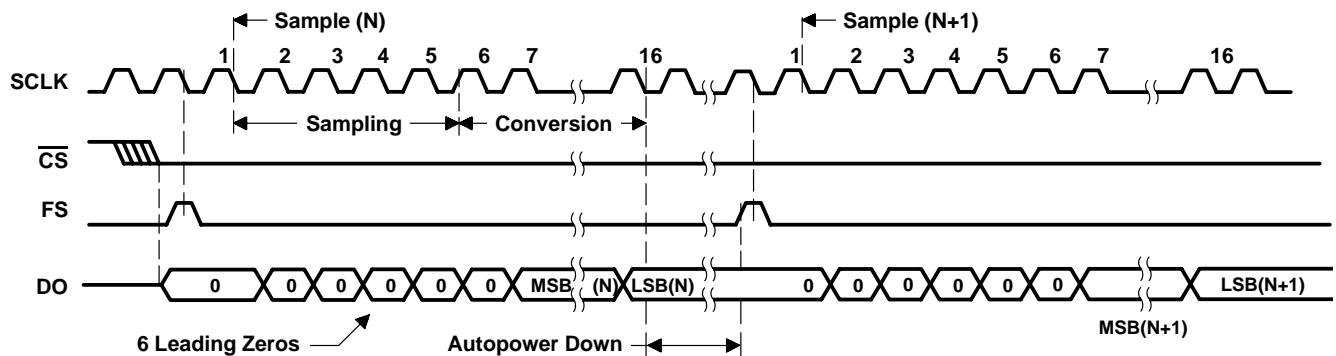 Sample (N) Sample (N+1)
1 2 3 4 5 6 7 16 1 2 3 4 5 6 7 16
SCLK
Sampling Conversion
CS
FS
DO 0 0 0 0 0 0 MSB (N) LSB(N) 0 0 0 0 0 0 LSB(N+1)
MSB(N+1)
6 Leading Zeros Autopower Down